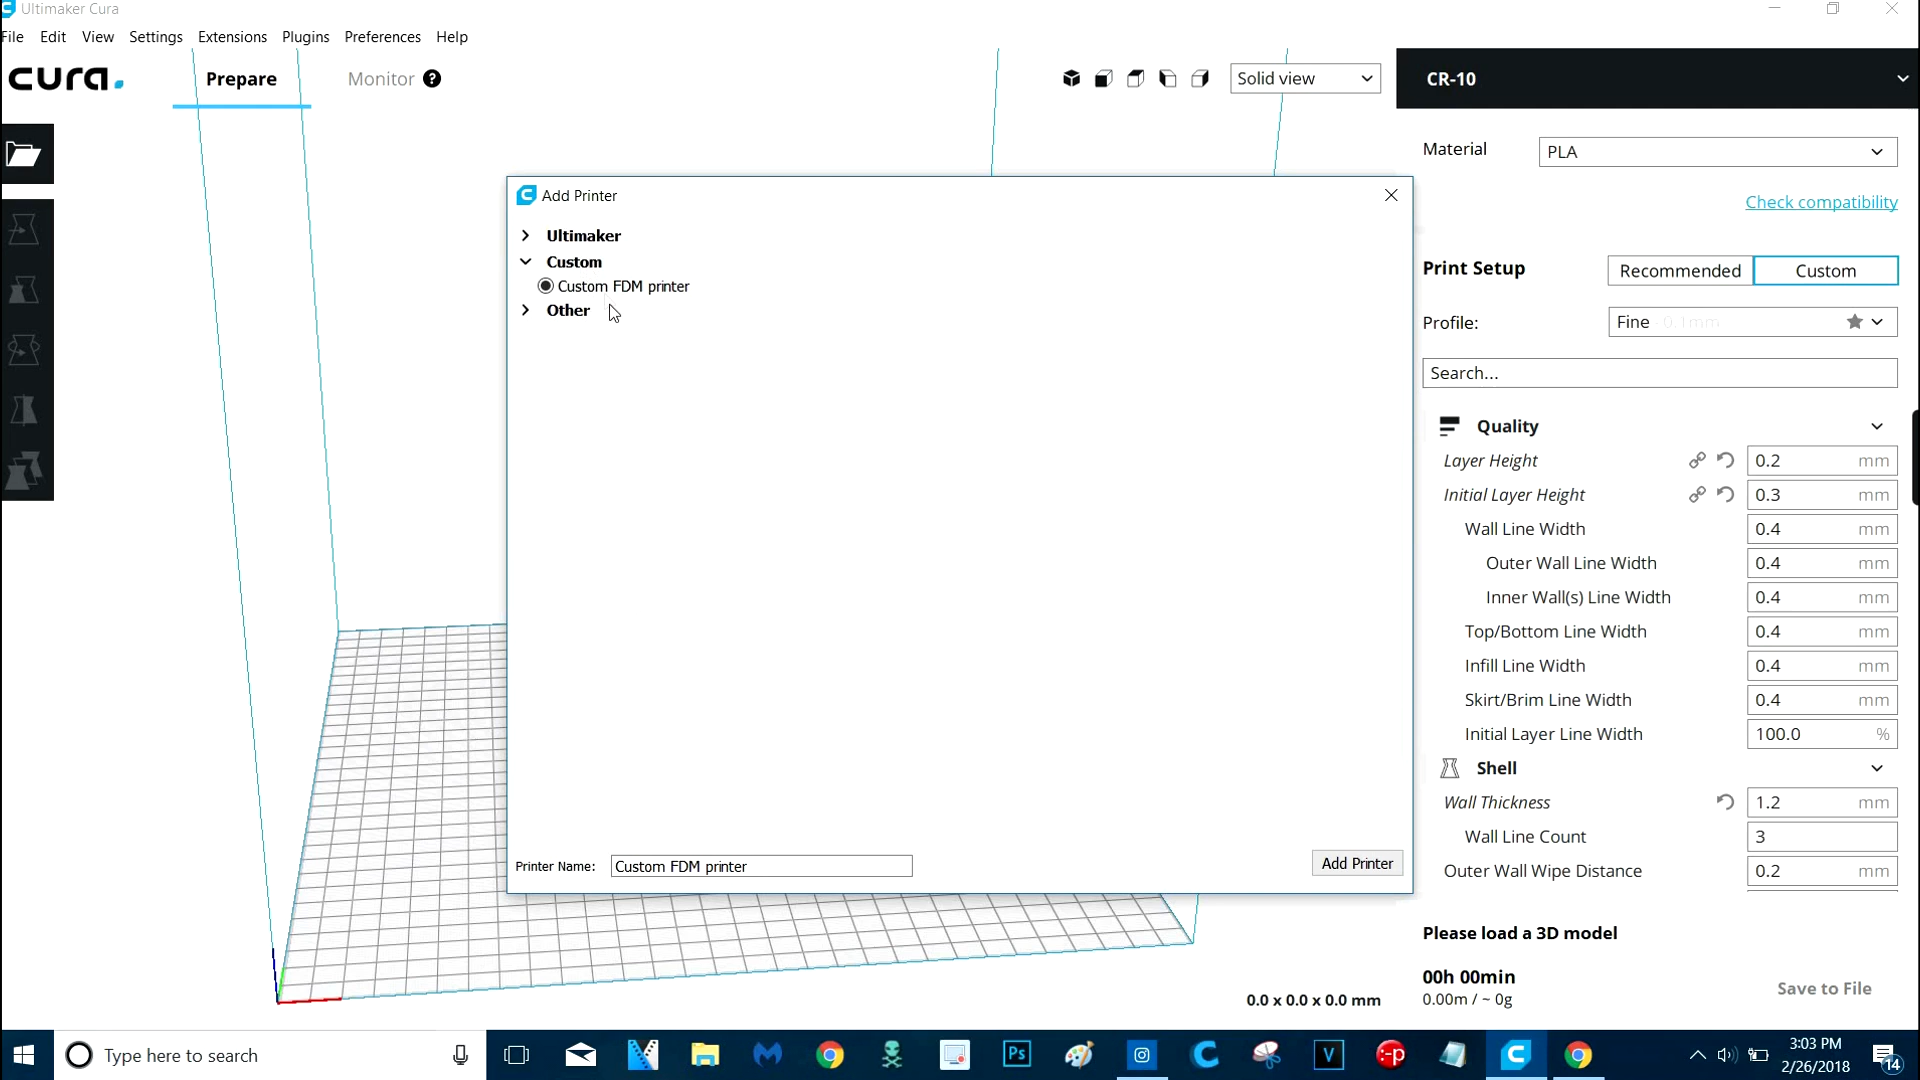 Ultimaker Cura
File Edit View Settings Extensions Plugins Preferences Help
cura. Prepare Monitor ? Solid view CR-10
Material PLA
Check compatibility
Add Printer
Ultimaker
Custom
Custom FDM printer
Other
Printer Name: Custom FDM printer Add Printer
Print Setup Recommended Custom
Profile: Fine 0.1mm
Search...
Quality
Layer Height 0.2 mm
Initial Layer Height 0.3 mm
Wall Line Width 0.4 mm
Outer Wall Line Width 0.4 mm
Inner Wall(s) Line Width 0.4 mm
Top/Bottom Line Width 0.4 mm
Infill Line Width 0.4 mm
Skirt/Brim Line Width 0.4 mm
Initial Layer Line Width 100.0 %
Shell
Wall Thickness 1.2 mm
Wall Line Count 3
Outer Wall Wipe Distance 0.2 mm
Please load a 3D model
00h 00min
0.00m / ~ 0g
Save to File
0.0 x 0.0 x 0.0 mm
Type here to search
Ps
V
:-p
3:03 PM
2/26/2018
14